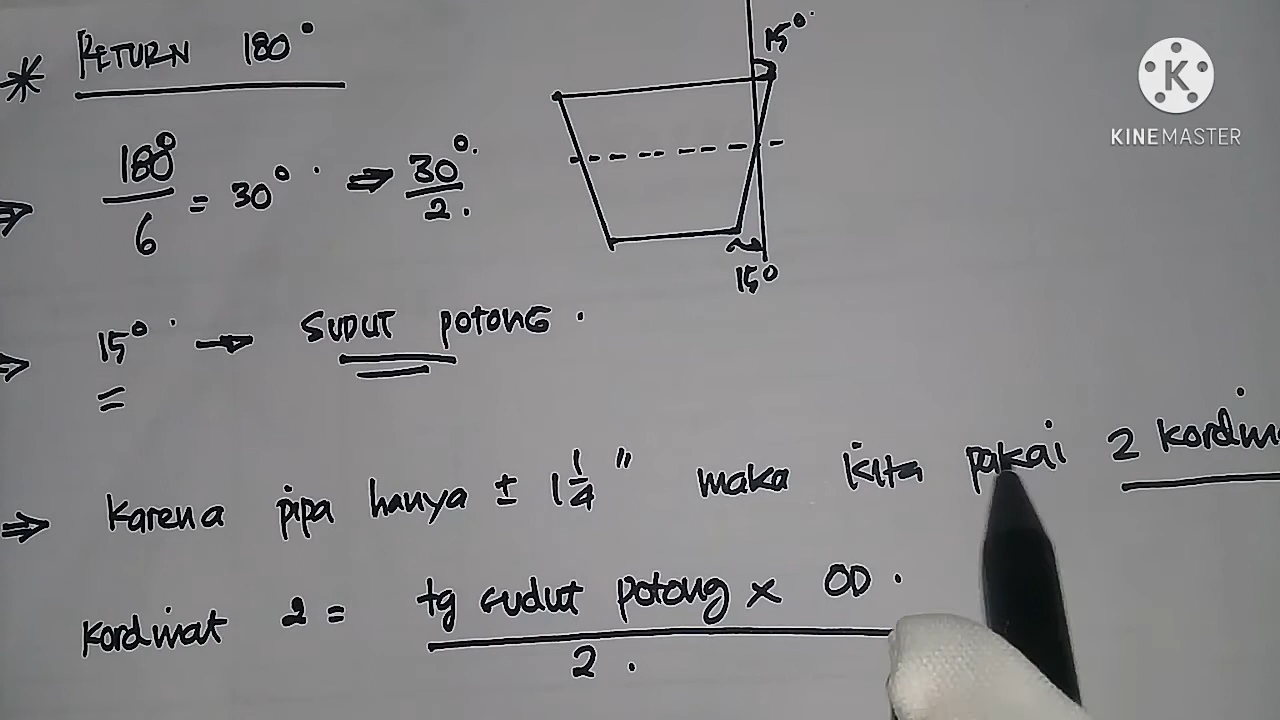 * RETURN 180°
15°.
⇒ 180°/6 = 30° · ⇒ 30°/2.
15°
⇒ 15° · → SUDUT POTONG.
⇒ karena pipa hanya ± 1 1/4" maka kita pakai 2 kordin
kordinat 2 = tg sudut potong x OD. / 2.
K
KINEMASTER